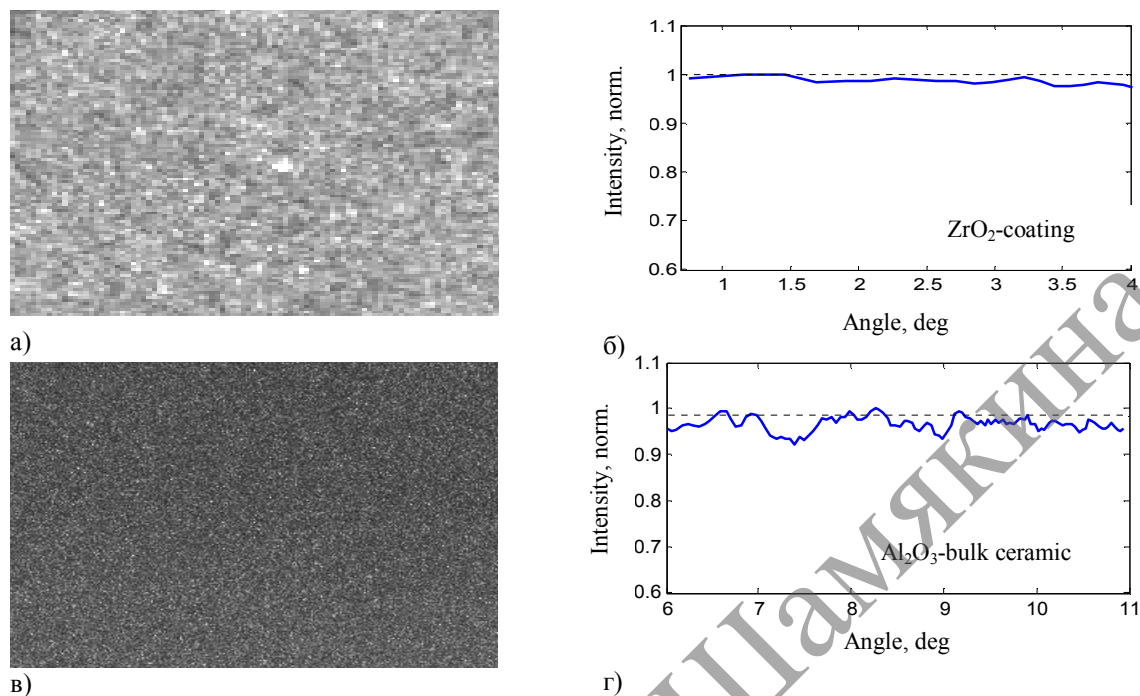 1.1
1
0.9
0.8
0.7
0.6
Intensity, norm.
ZrO₂-coating
1 1.5 2 2.5 3 3.5 4
Angle, deg
а)
б)
1.1
1
0.9
0.8
0.7
0.6
Intensity, norm.
Al₂O₃-bulk ceramic
6 7 8 9 10 11
Angle, deg
в)
г)
Шамякина